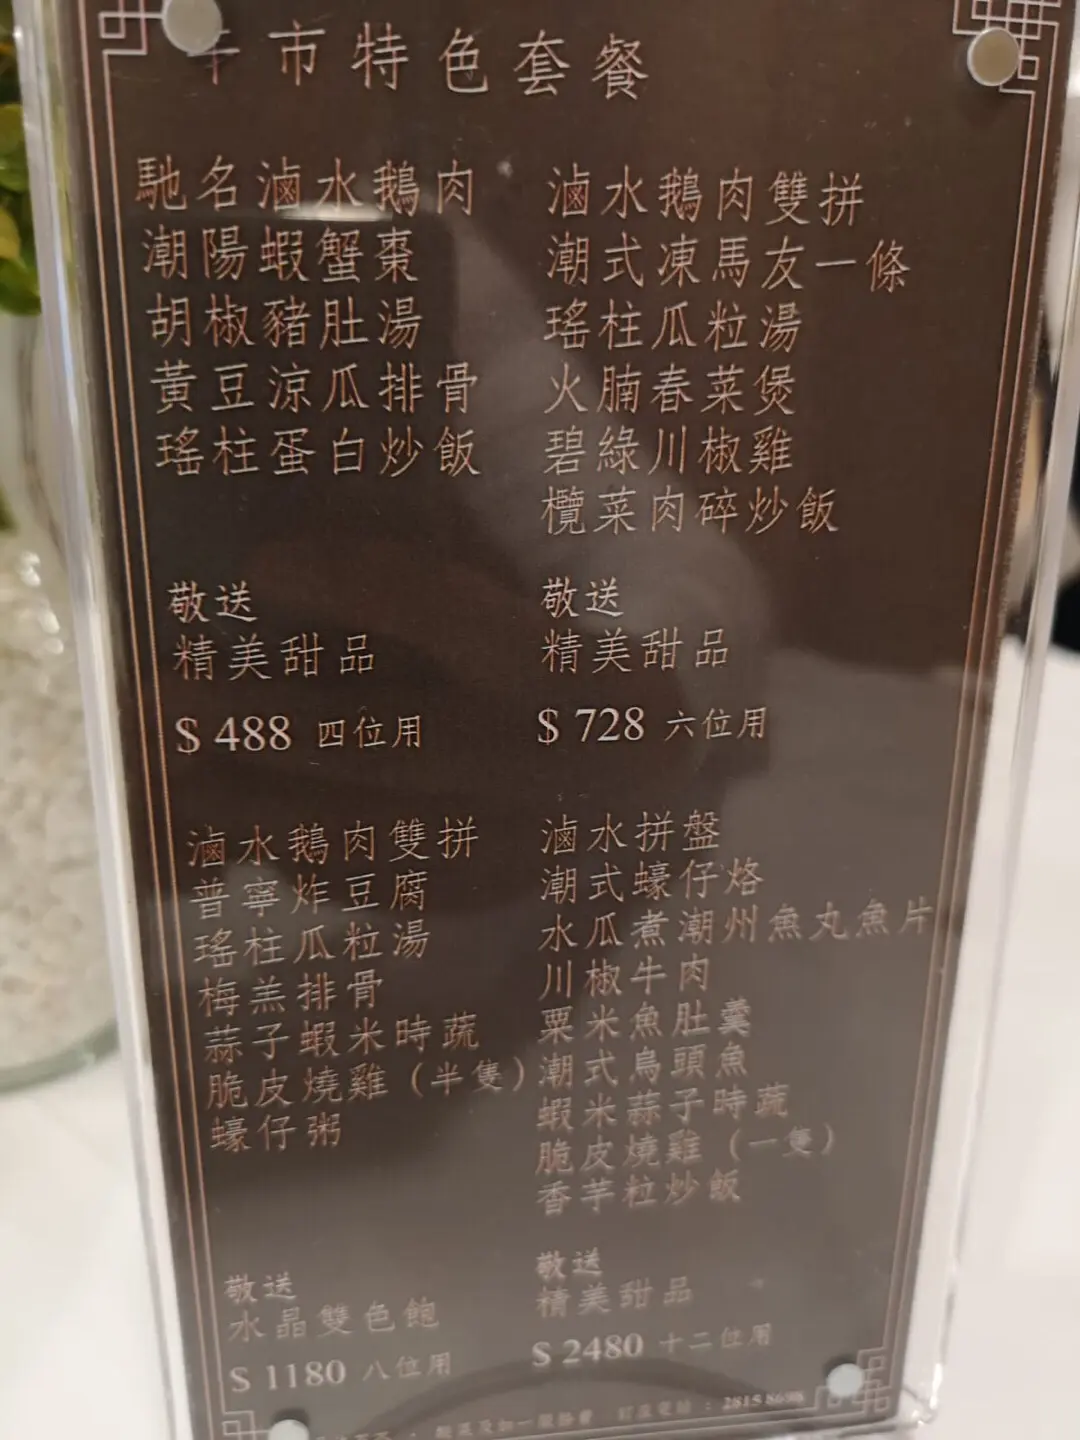 市特色套餐
馳名滷水鵝肉
潮陽蝦蟹棗
胡椒豬肚湯
黃豆涼瓜排骨
瑤柱蛋白炒飯
敬送
精美甜品
$ 488 四位用
滷水鵝肉雙拼
潮式凍馬友一條
瑤柱瓜粒湯
火腩春菜煲
碧綠川椒雞
欖菜肉碎炒飯
敬送
精美甜品
$ 728 六位用
滷水鵝肉雙拼
普寧炸豆腐
瑤柱瓜粒湯
梅羔排骨
蒜子蝦米時蔬
脆皮燒雞（半隻）
蠔仔粥
敬送
水晶雙色飽
$ 1180 八位用
滷水拼盤
潮式蠔仔烙
水瓜煮潮州魚丸魚片
川椒牛肉
粟米魚肚羹
潮式烏頭魚
蝦米蒜子時蔬
脆皮燒雞（一隻）
香芋粒炒飯
敬送
精美甜品
$ 2480 十二位用
加一服務費 訂座電話：2815